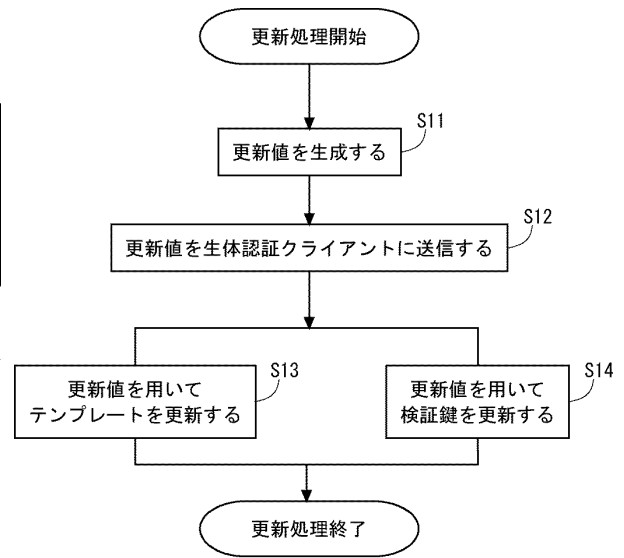 更新処理開始
S11
更新値を生成する
S12
更新値を生体認証クライアントに送信する
S13
更新値を用いて
テンプレートを更新する
S14
更新値を用いて
検証鍵を更新する
更新処理終了